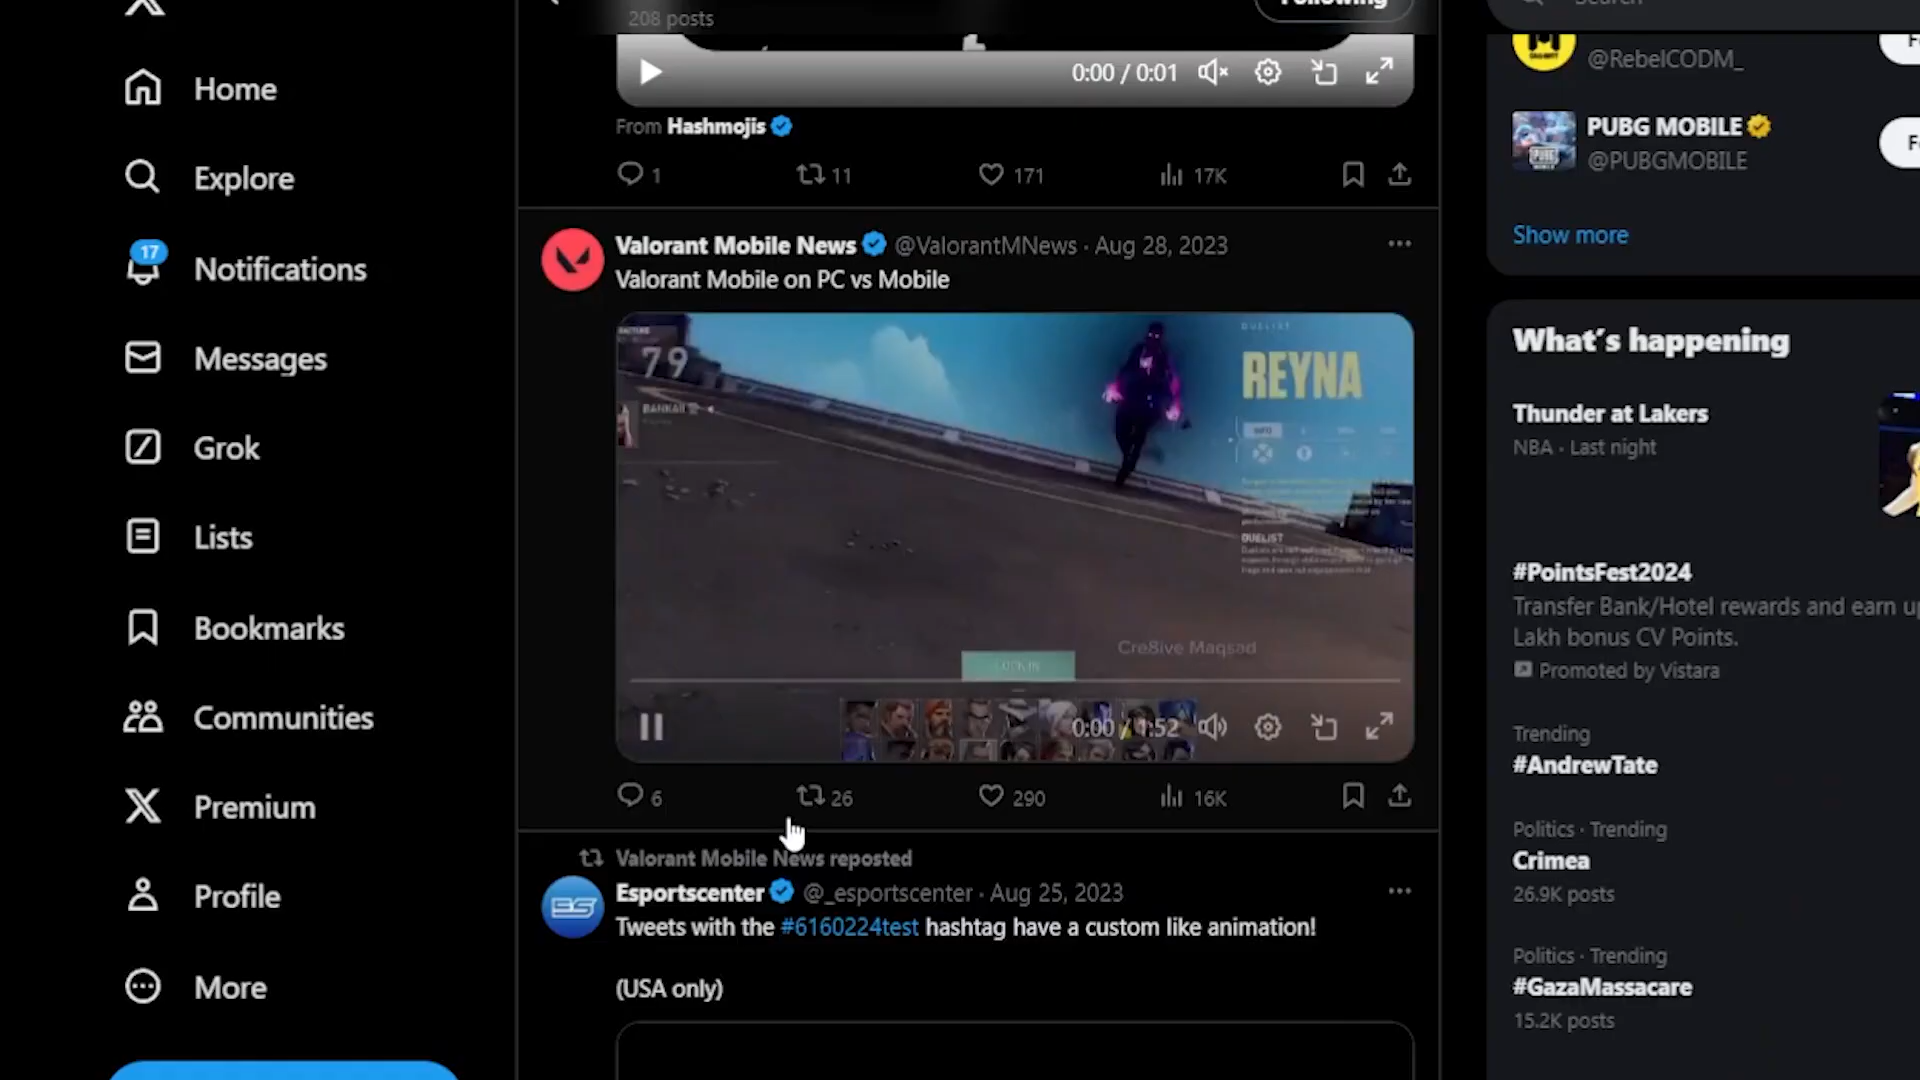 Home
Explore
17
Notifications
Messages
Grok
Lists
Bookmarks
Communities
Premium
Profile
More
208 posts
Following
0:00 / 0:01
From Hashmojis
1
11
171
17K
Valorant Mobile News @ValorantMNews · Aug 28, 2023
Valorant Mobile on PC vs Mobile
79
DUELIST
REYNA
DUELIST
Cre8ive Maqsad
LOCK IN
0:00 / 1:52
6
26
290
16K
Valorant Mobile News reposted
Esportscenter @_esportscenter · Aug 25, 2023
Tweets with the #6160224test hashtag have a custom like animation!
(USA only)
Search
@RebelCODM_
PUBG MOBILE
@PUBGMOBILE
Show more
What's happening
Thunder at Lakers
NBA · Last night
#PointsFest2024
Transfer Bank/Hotel rewards and earn
Lakh bonus CV Points.
Promoted by Vistara
Trending
#AndrewTate
Politics · Trending
Crimea
26.9K posts
Politics · Trending
#GazaMassacare
15.2K posts